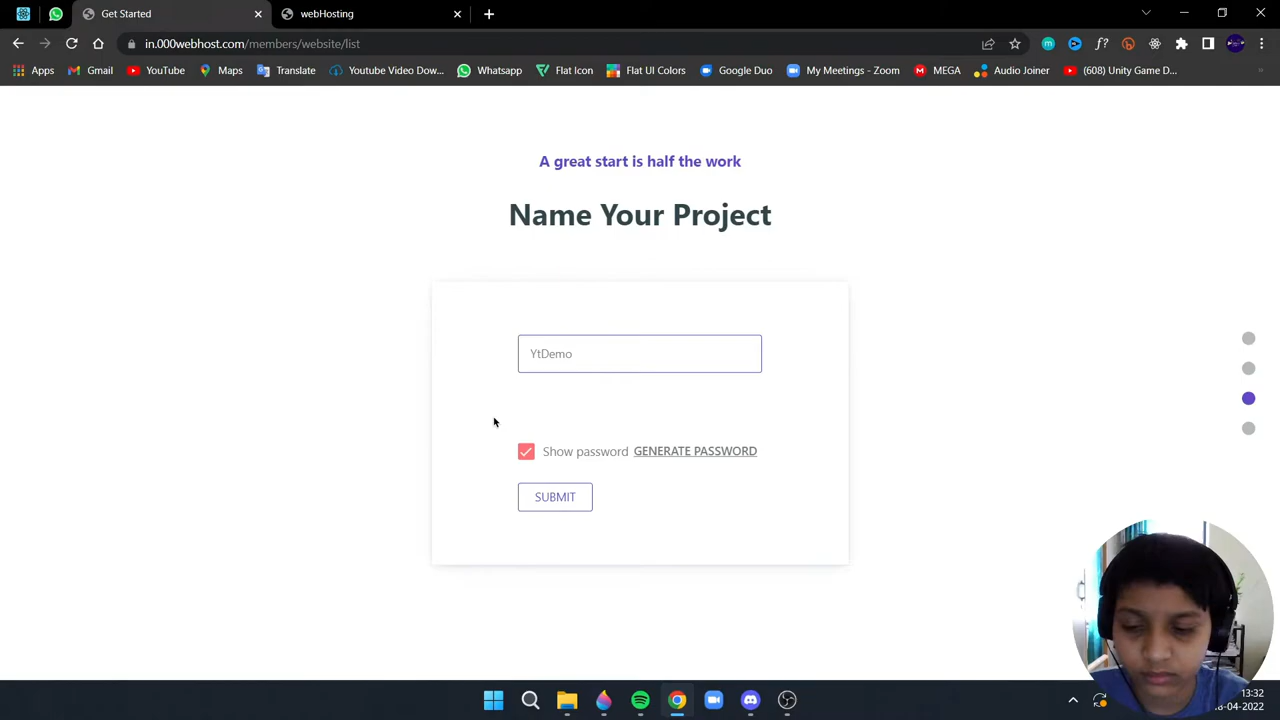 Get Started
webHosting
in.000webhost.com/members/website/list
Apps
Gmail
YouTube
Maps
Translate
Youtube Video Dow...
Whatsapp
Flat Icon
Flat UI Colors
Google Duo
My Meetings - Zoom
MEGA
Audio Joiner
(608) Unity Game D...
A great start is half the work
Name Your Project
YtDemo
Show password GENERATE PASSWORD
SUBMIT
13:32
-04-2022